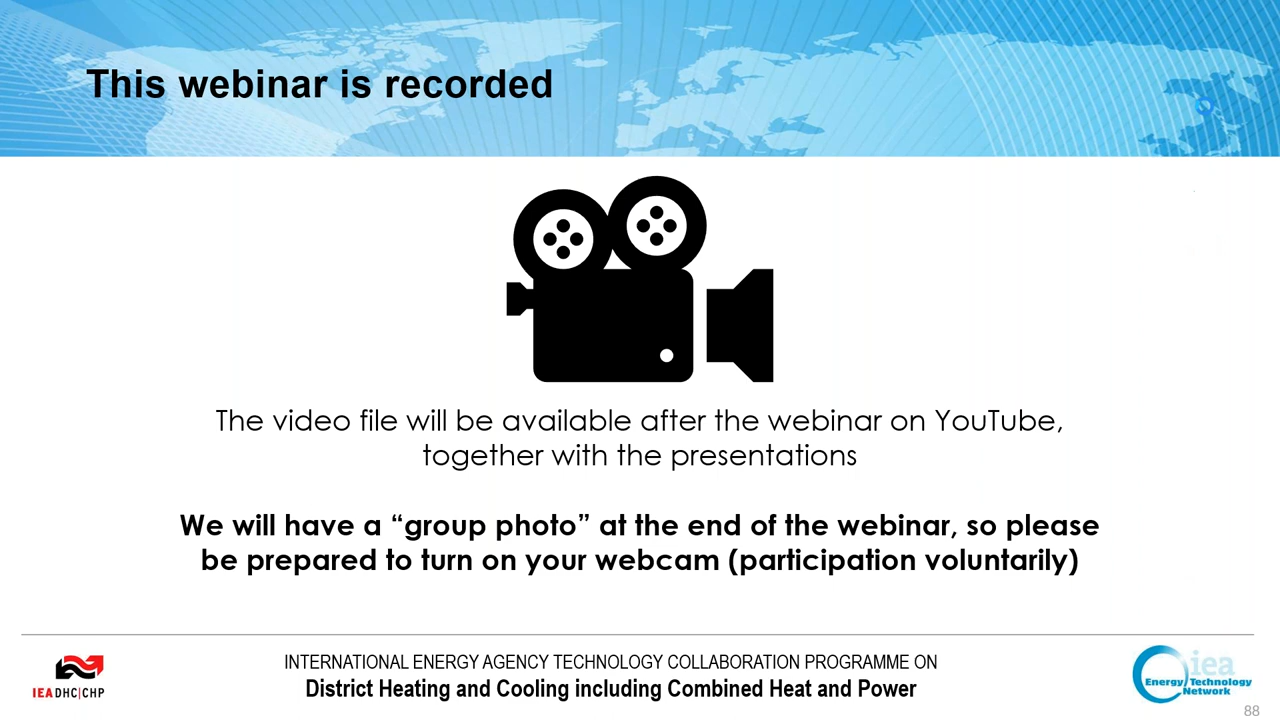 This webinar is recorded
The video file will be available after the webinar on YouTube,
together with the presentations
We will have a “group photo” at the end of the webinar, so please
be prepared to turn on your webcam (participation voluntarily)
IEA DHC|CHP
INTERNATIONAL ENERGY AGENCY TECHNOLOGY COLLABORATION PROGRAMME ON
District Heating and Cooling including Combined Heat and Power
iea
Energy Technology
Network
88